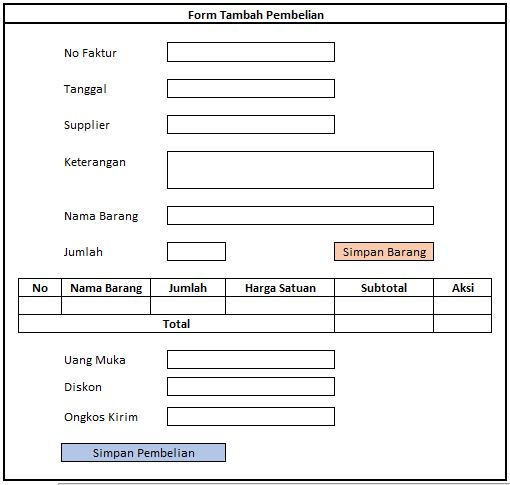 Form Tambah Pembelian
No Faktur
Tanggal
Supplier
Keterangan
Nama Barang
Jumlah Simpan Barang
No Nama Barang Jumlah Harga Satuan Subtotal Aksi
Total
Uang Muka
Diskon
Ongkos Kirim
Simpan Pembelian